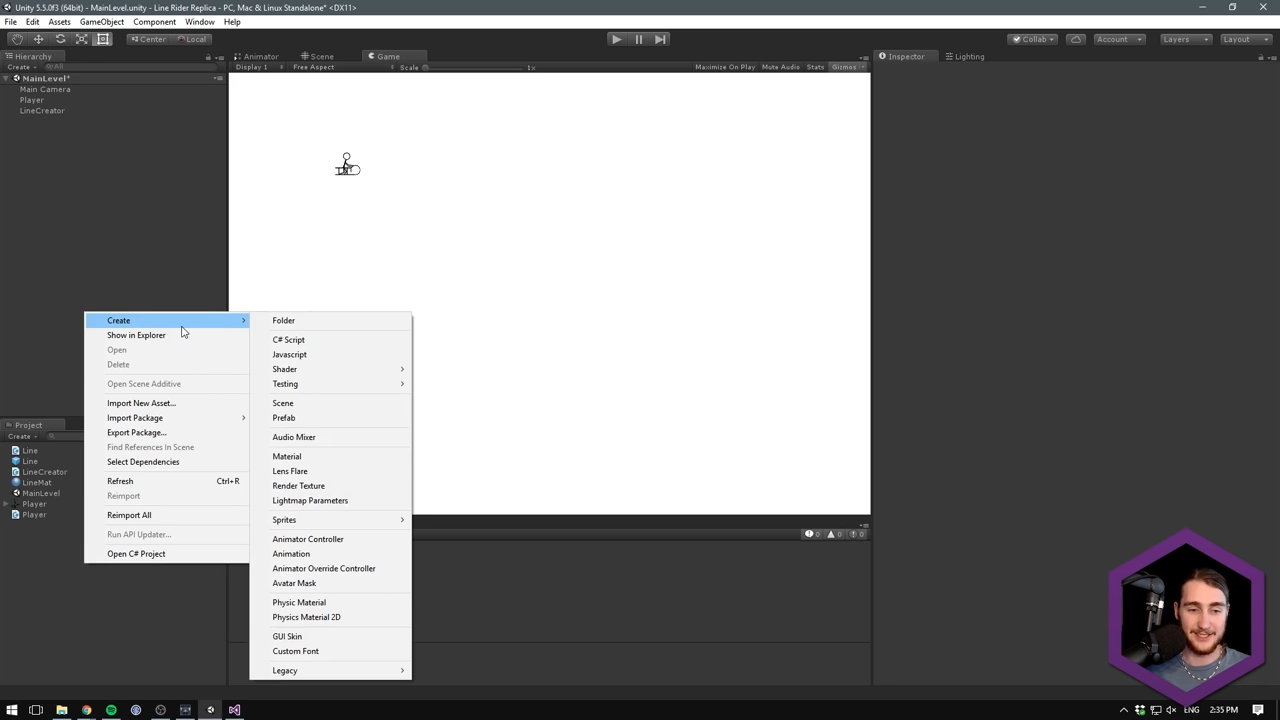 Unity 5.5.0f3 (64bit) - MainLevel.unity - Line Rider Replica - PC, Mac & Linux Standalone* <DX11>
File Edit Assets GameObject Component Window Help
Center Local Collab Account Layers Layout
Hierarchy Animator Scene Game Inspector Lighting
Create All Display 1 Free Aspect Scale 1x Maximize On Play Mute Audio Stats Gizmos
MainLevel*
Main Camera
Player
LineCreator
Create
Show in Explorer
Open
Delete
Open Scene Additive
Import New Asset...
Import Package
Export Package...
Find References In Scene
Select Dependencies
Refresh Ctrl+R
Reimport
Reimport All
Run API Updater...
Open C# Project
Folder
C# Script
Javascript
Shader
Testing
Scene
Prefab
Audio Mixer
Material
Lens Flare
Render Texture
Lightmap Parameters
Sprites
Animator Controller
Animation
Animator Override Controller
Avatar Mask
Physic Material
Physics Material 2D
GUI Skin
Custom Font
Legacy
Project
Create
Line
Line
LineCreator
LineMat
MainLevel
Player
Player
0 0 0
ENG 2:35 PM